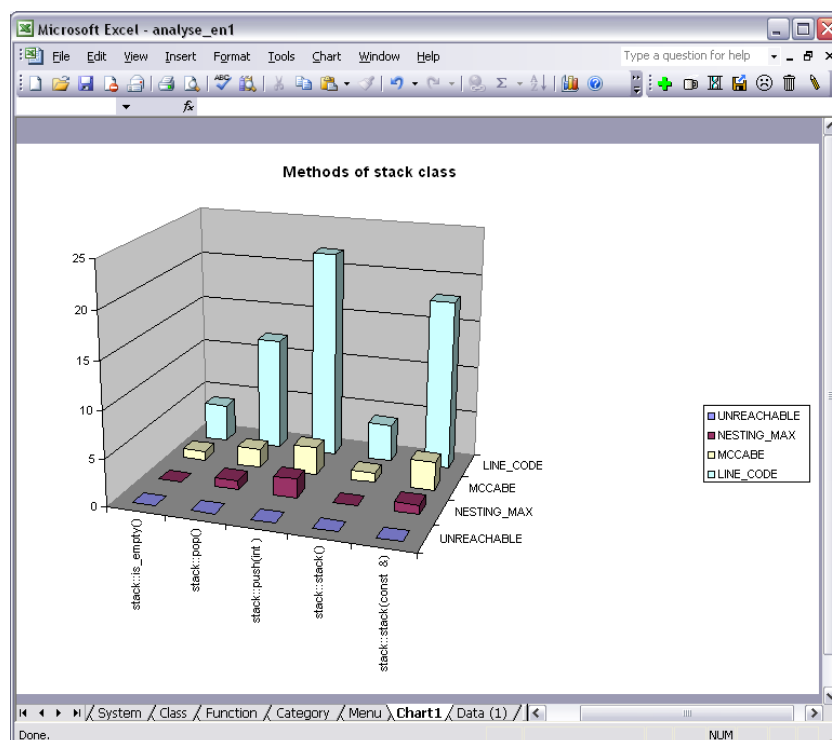 Microsoft Excel - analyse_en1
File Edit View Insert Format Tools Chart Window Help
Type a question for help
ABC
fx
Methods of stack class
25
20
15
10
5
0
LINE_CODE
MCCABE
NESTING_MAX
UNREACHABLE
stack::is_empty()
stack::pop()
stack::push(int )
stack::stack()
stack::stack(const &)
UNREACHABLE
NESTING_MAX
MCCABE
LINE_CODE
System Class Function Category Menu Chart1 Data (1)
Done. NUM